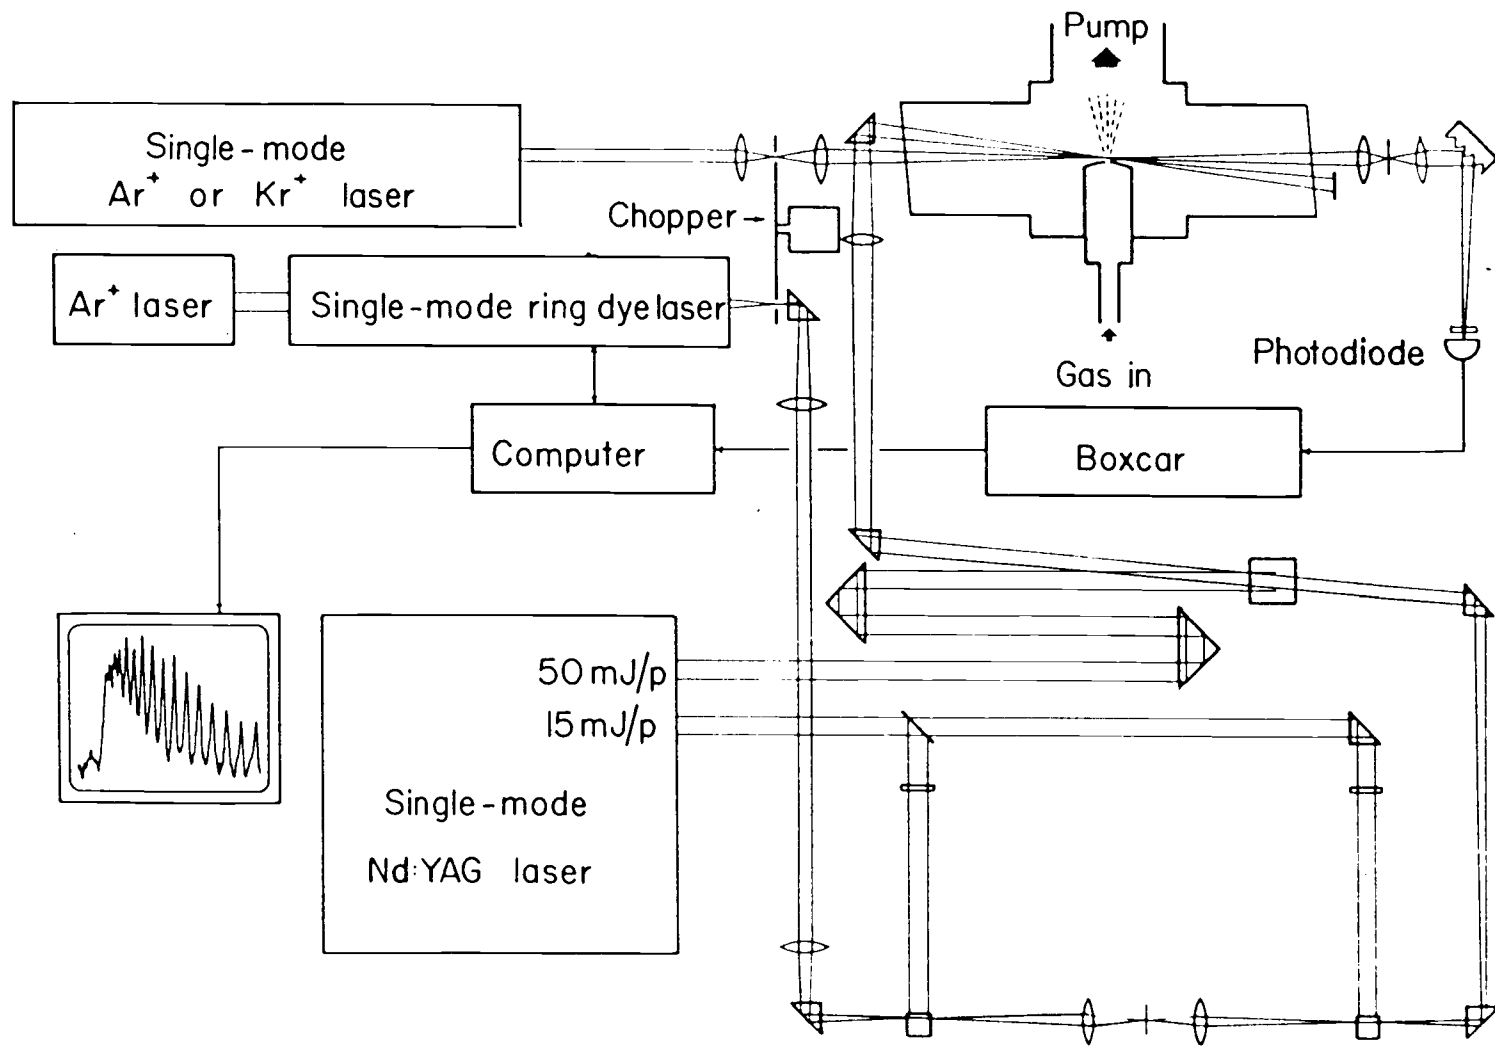 Pump
Single-mode
Ar+ or Kr+ laser
Chopper
Ar+ laser
Single-mode ring dye laser
Photodiode
Gas in
Computer
Boxcar
50 mJ/p
15 mJ/p
Single-mode
Nd:YAG laser